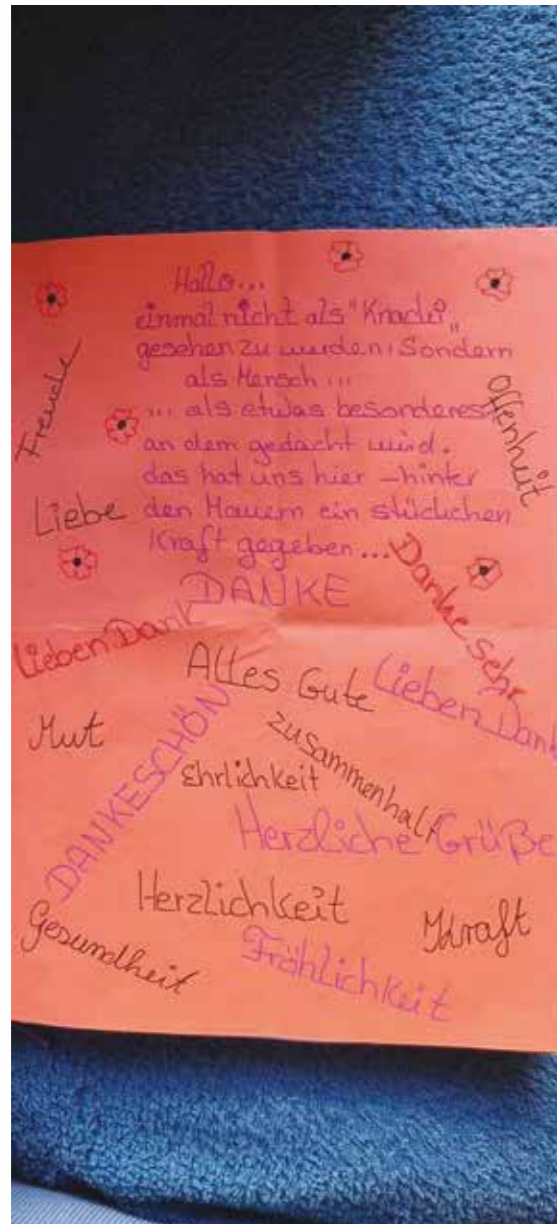 Hallo...
einmal nicht als "Knacki"
gesehen zu werden, Sondern
als Mensch ...
... als etwas besonderes
an dem gedacht wird.
das hat uns hier - hinter
den Mauern ein stückchen
Kraft gegeben ...
DANKE
Freude
Offenheit
Liebe
Danke sehr
Lieben Dank
Alles Gute
Lieben Dank
Mut
DANKESCHÖN
Zusammenhalt
Ehrlichkeit
Herzliche Grüße
Herzlichkeit
Kraft
Gesundheit
Fröhlichkeit